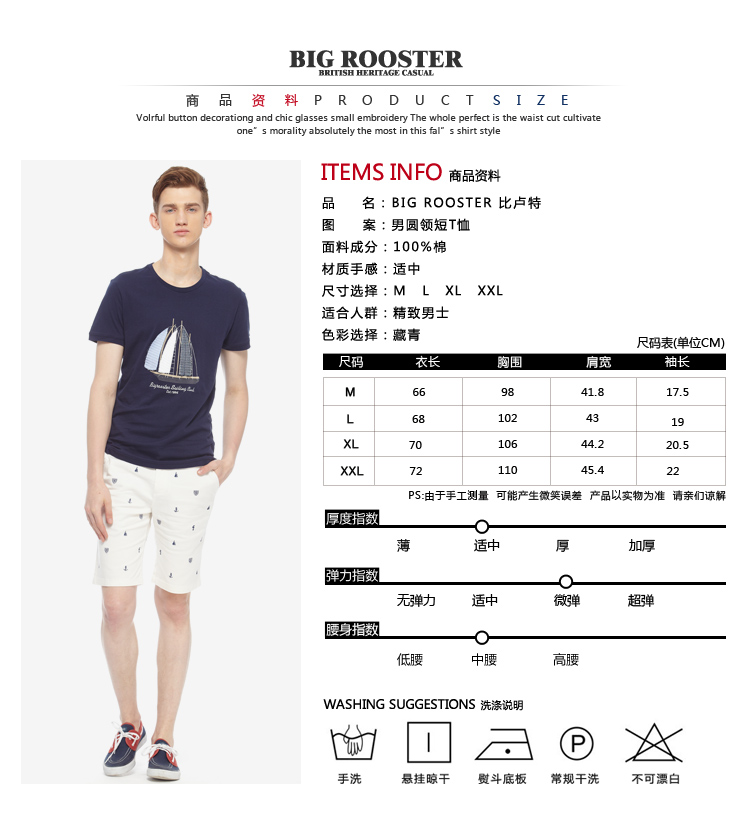 BIG ROOSTER
BRITISH HERITAGE CASUAL
商品资料 PRODUCT SIZE
Volrful button decorationg and chic glasses small embroidery The whole perfect is the waist cut cultivate
one”s morality absolutely the most in this fal”s shirt style
ITEMS INFO 商品资料
品 名：BIG ROOSTER 比卢特
图 案：男圆领短T恤
面料成分：100%棉
材质手感：适中
尺寸选择：M L XL XXL
适合人群：精致男士
色彩选择：藏青
尺码表(单位CM)
尺码 衣长 胸围 肩宽 袖长
M 66 98 41.8 17.5
L 68 102 43 19
XL 70 106 44.2 20.5
XXL 72 110 45.4 22
PS:由于手工测量 可能产生微笑误差 产品以实物为准 请亲们谅解
厚度指数
薄 适中 厚 加厚
弹力指数
无弹力 适中 微弹 超弹
腰身指数
低腰 中腰 高腰
WASHING SUGGESTIONS 洗涤说明
P
手洗 悬挂晾干 熨斗底板 常规干洗 不可漂白